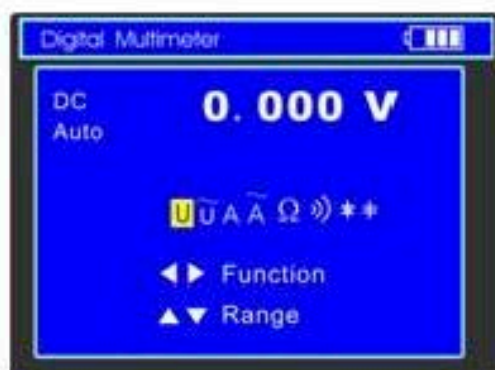 Digital Multimeter
DC 0.000 V
Auto
U Ũ A Ã Ω
Function
Range